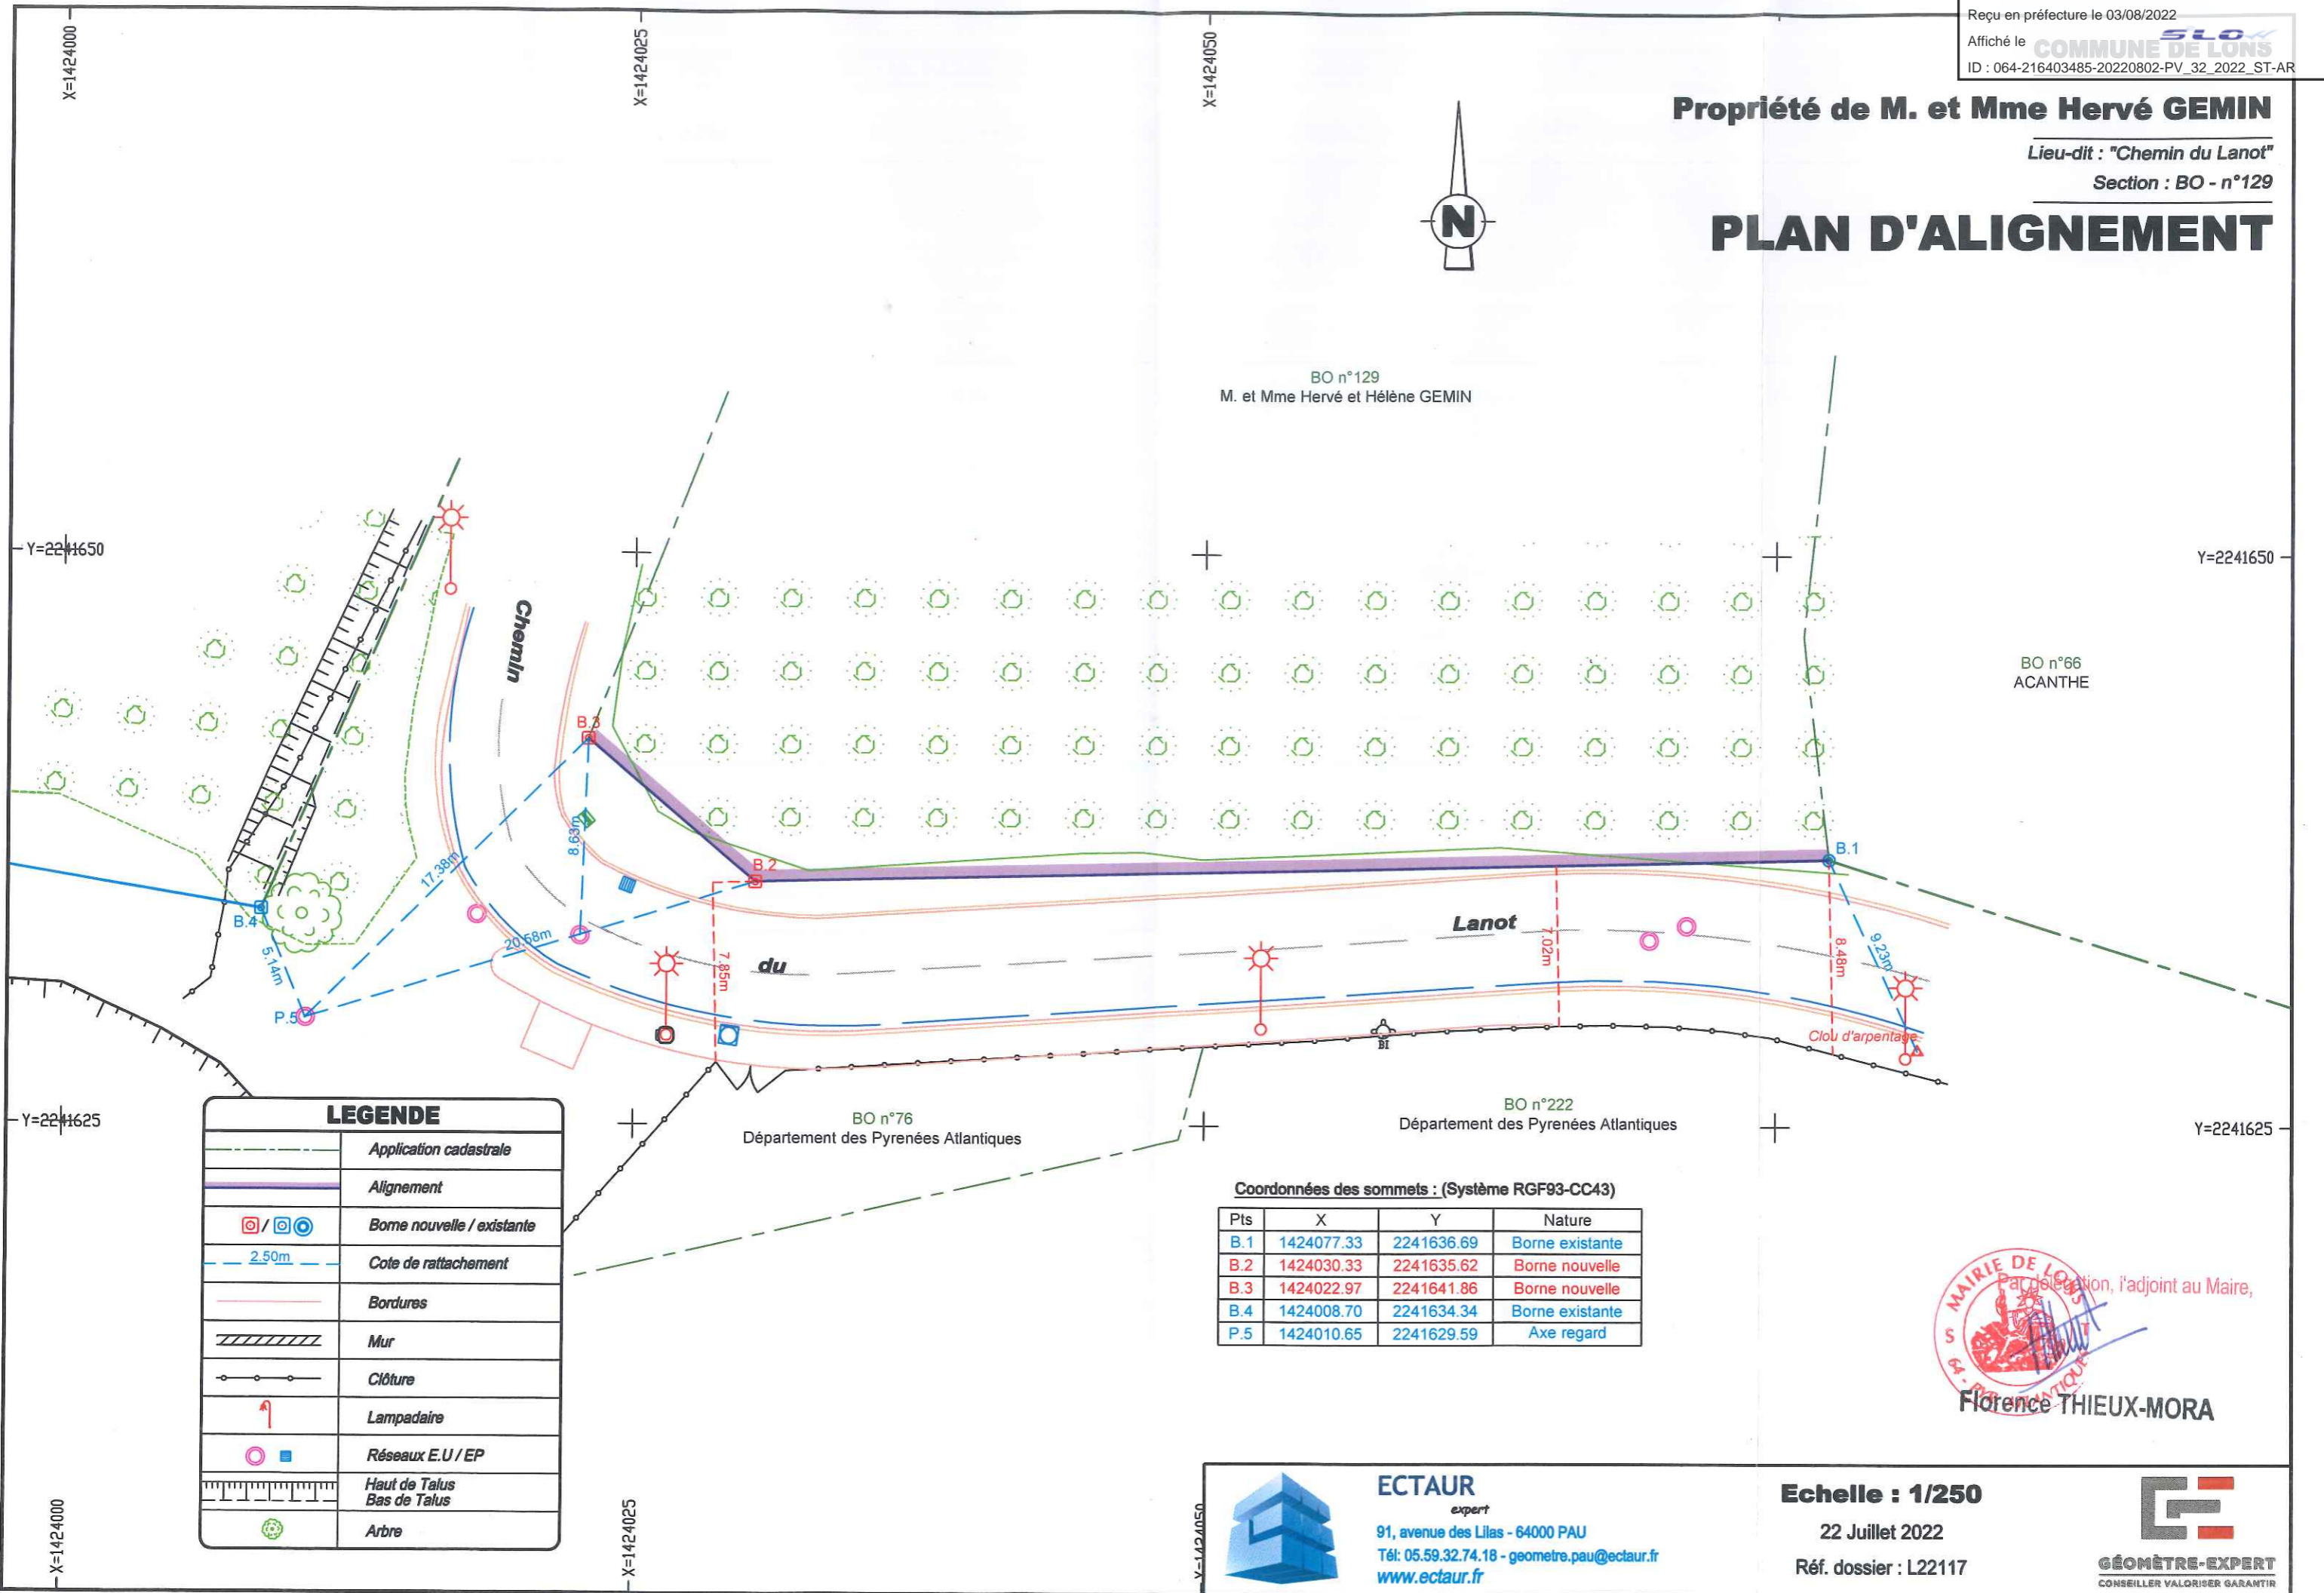 Reçu en préfecture le 03/08/2022
Affiché le
SLO
COMMUNE DE LONS
ID : 064-216403485-20220802-PV_32_2022_ST-AR
X=1424000
X=1424025
X=1424050
Propriété de M. et Mme Hervé GEMIN
Lieu-dit : "Chemin du Lanot"
Section : BO - n°129
PLAN D'ALIGNEMENT
N
BO n°129
M. et Mme Hervé et Hélène GEMIN
Y=2241650
Y=2241650
Chemin
BO n°66
ACANTHE
B.3
8.63m
17.38m
B.2
B.1
B.4
5.14m
20.58m
P.5
7.85m
du
Lanot
7.02m
8.48m
9.23m
Clou d'arpentage
BI
Y=2241625
Y=2241625
BO n°76
Département des Pyrenées Atlantiques
BO n°222
Département des Pyrenées Atlantiques
LEGENDE
Application cadastrale
Alignement
/ Borne nouvelle / existante
2.50m Cote de rattachement
Bordures
Mur
Clôture
Lampadaire
Réseaux E.U / EP
Haut de Talus
Bas de Talus
Arbre
Coordonnées des sommets : (Système RGF93-CC43)
Pts X Y Nature
B.1 1424077.33 2241636.69 Borne existante
B.2 1424030.33 2241635.62 Borne nouvelle
B.3 1424022.97 2241641.86 Borne nouvelle
B.4 1424008.70 2241634.34 Borne existante
P.5 1424010.65 2241629.59 Axe regard
MAIRIE DE LONS
Par délégation, l'adjoint au Maire,
Florence THIEUX-MORA
X=1424000
X=1424025
X=1424050
ECTAUR
expert
91, avenue des Lilas - 64000 PAU
Tél: 05.59.32.74.18 - geometre.pau@ectaur.fr
www.ectaur.fr
Echelle : 1/250
22 Juillet 2022
Réf. dossier : L22117
GÉOMÈTRE-EXPERT
CONSEILLER VALORISER GARANTIR